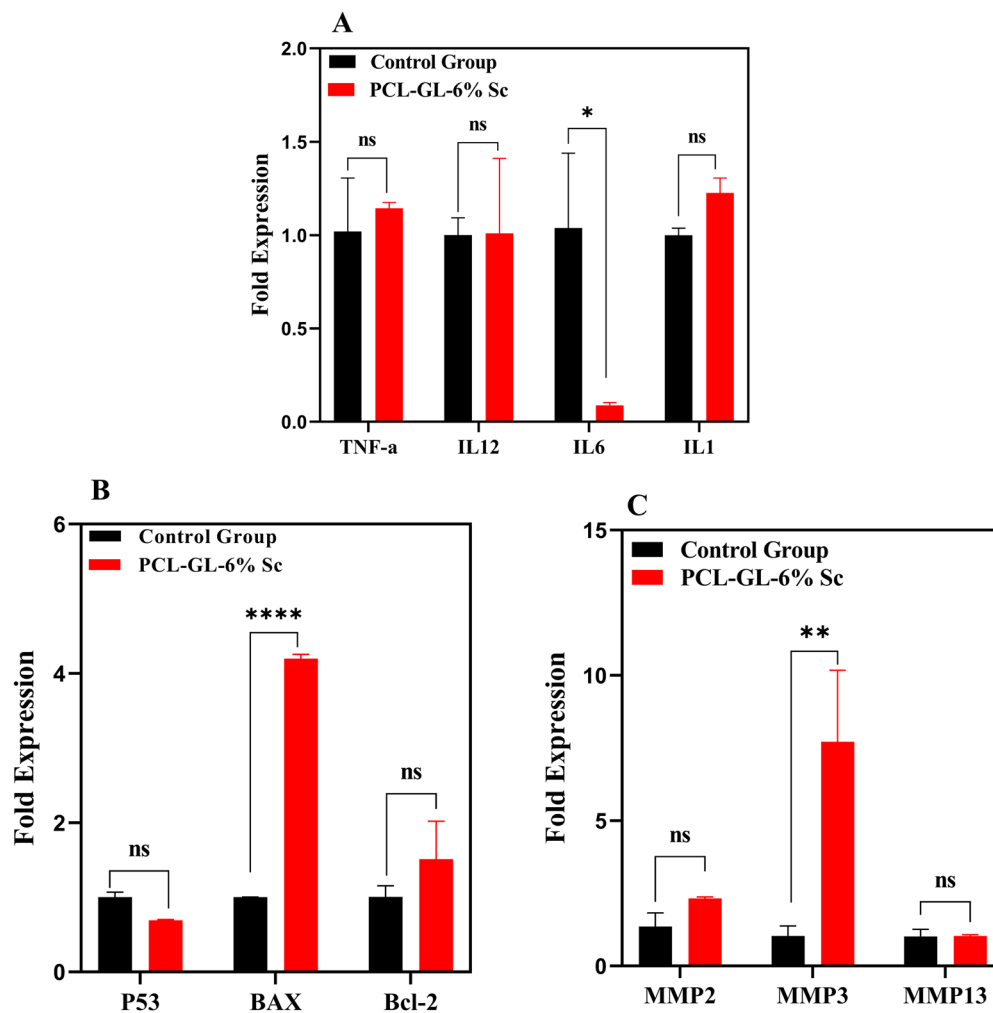 A
Fold Expression
2.0
1.5
1.0
0.5
0.0
Control Group
PCL-GL-6% Sc
ns
ns
*
ns
TNF-a IL12 IL6 IL1
B
Fold Expression
6
4
2
0
Control Group
PCL-GL-6% Sc
ns
****
ns
P53 BAX Bcl-2
C
Fold Expression
15
10
5
0
Control Group
PCL-GL-6% Sc
ns
**
ns
MMP2 MMP3 MMP13